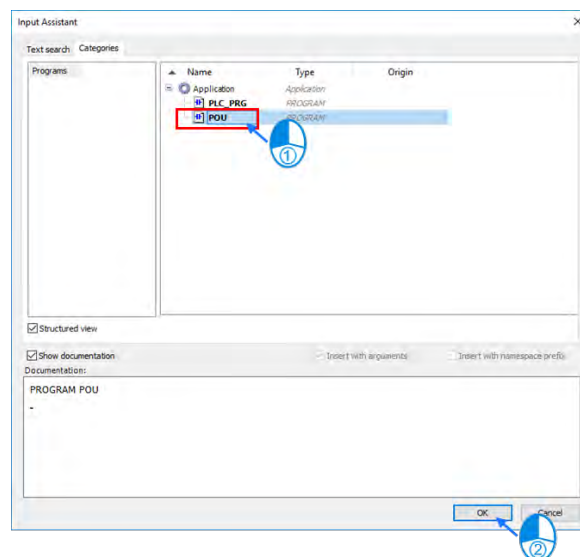 Input Assistant
Text search Categories
Programs
Name Type Origin
Application Application
PLC_PRG PROGRAM
POU PROGRAM
①
Structured view
Show documentation
Insert with arguments Insert with namespace prefix
Documentation:
PROGRAM POU
-
OK Cancel
②